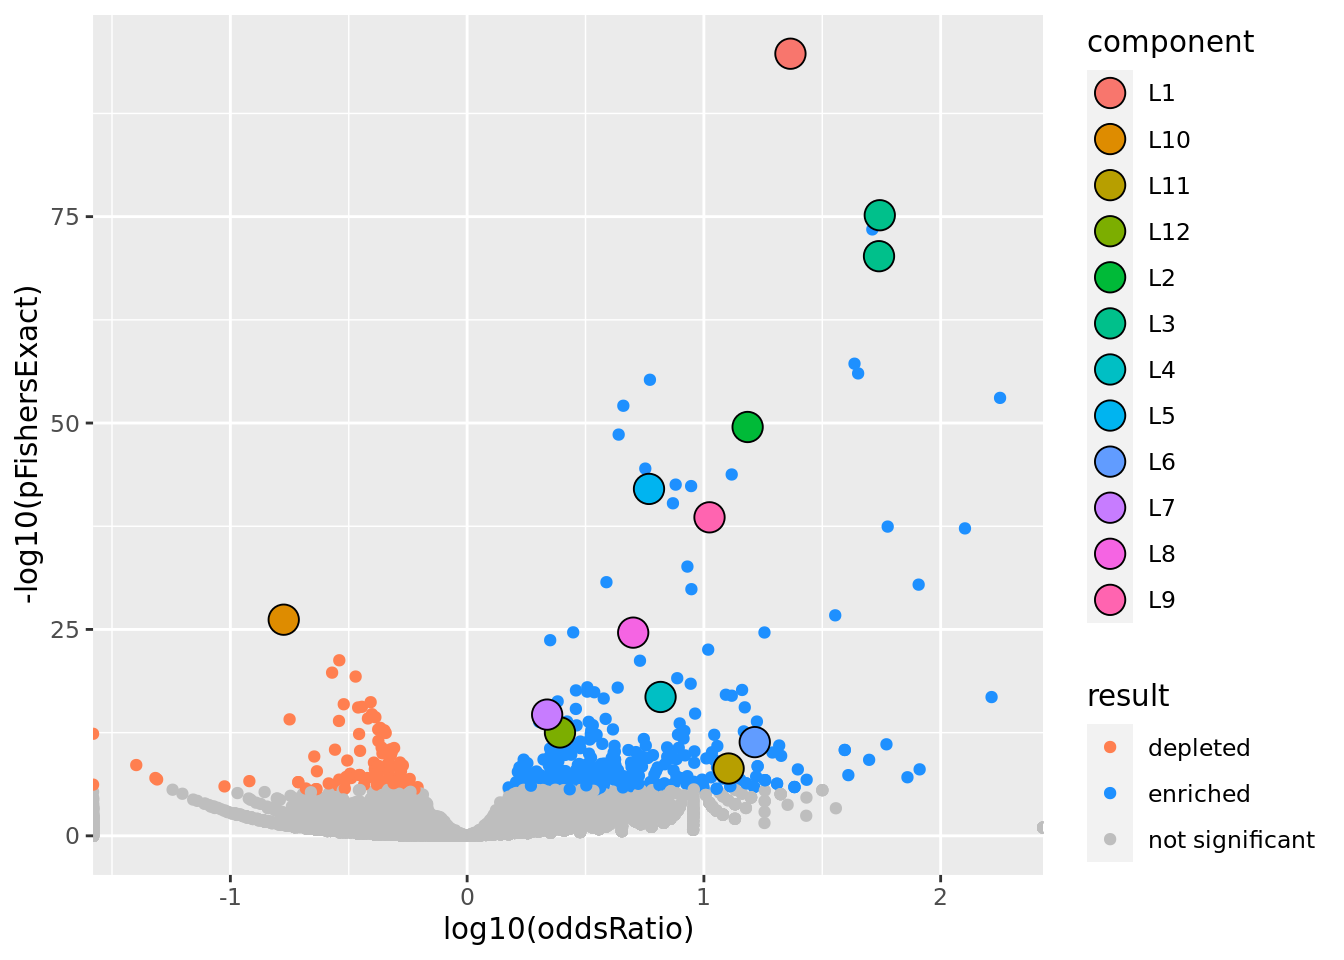 component
L1
L10
L11
L12
L2
L3
L4
L5
L6
L7
L8
L9
result
depleted
enriched
not significant
-log10(pFishersExact)
75
50
25
0
-1
0
1
2
log10(oddsRatio)